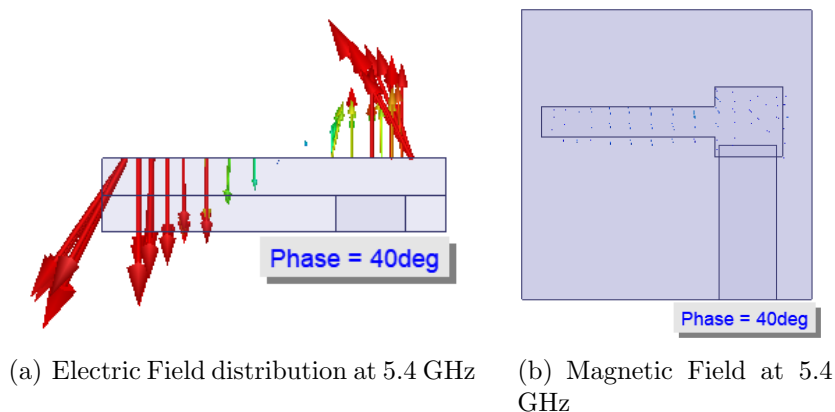 Phase = 40deg
Phase = 40deg
(a) Electric Field distribution at 5.4 GHz
(b) Magnetic Field at 5.4
GHz